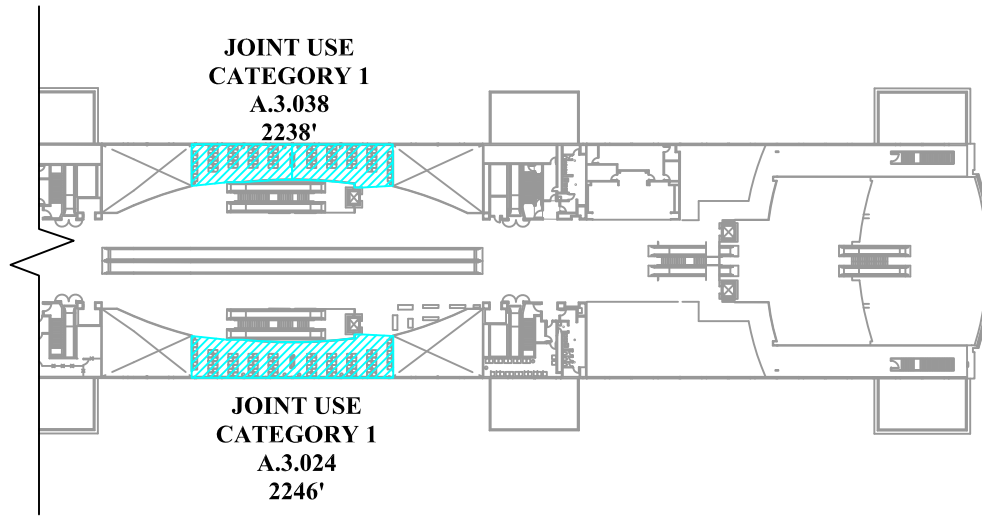 JOINT USE
CATEGORY 1
A.3.038
2238'
JOINT USE
CATEGORY 1
A.3.024
2246'